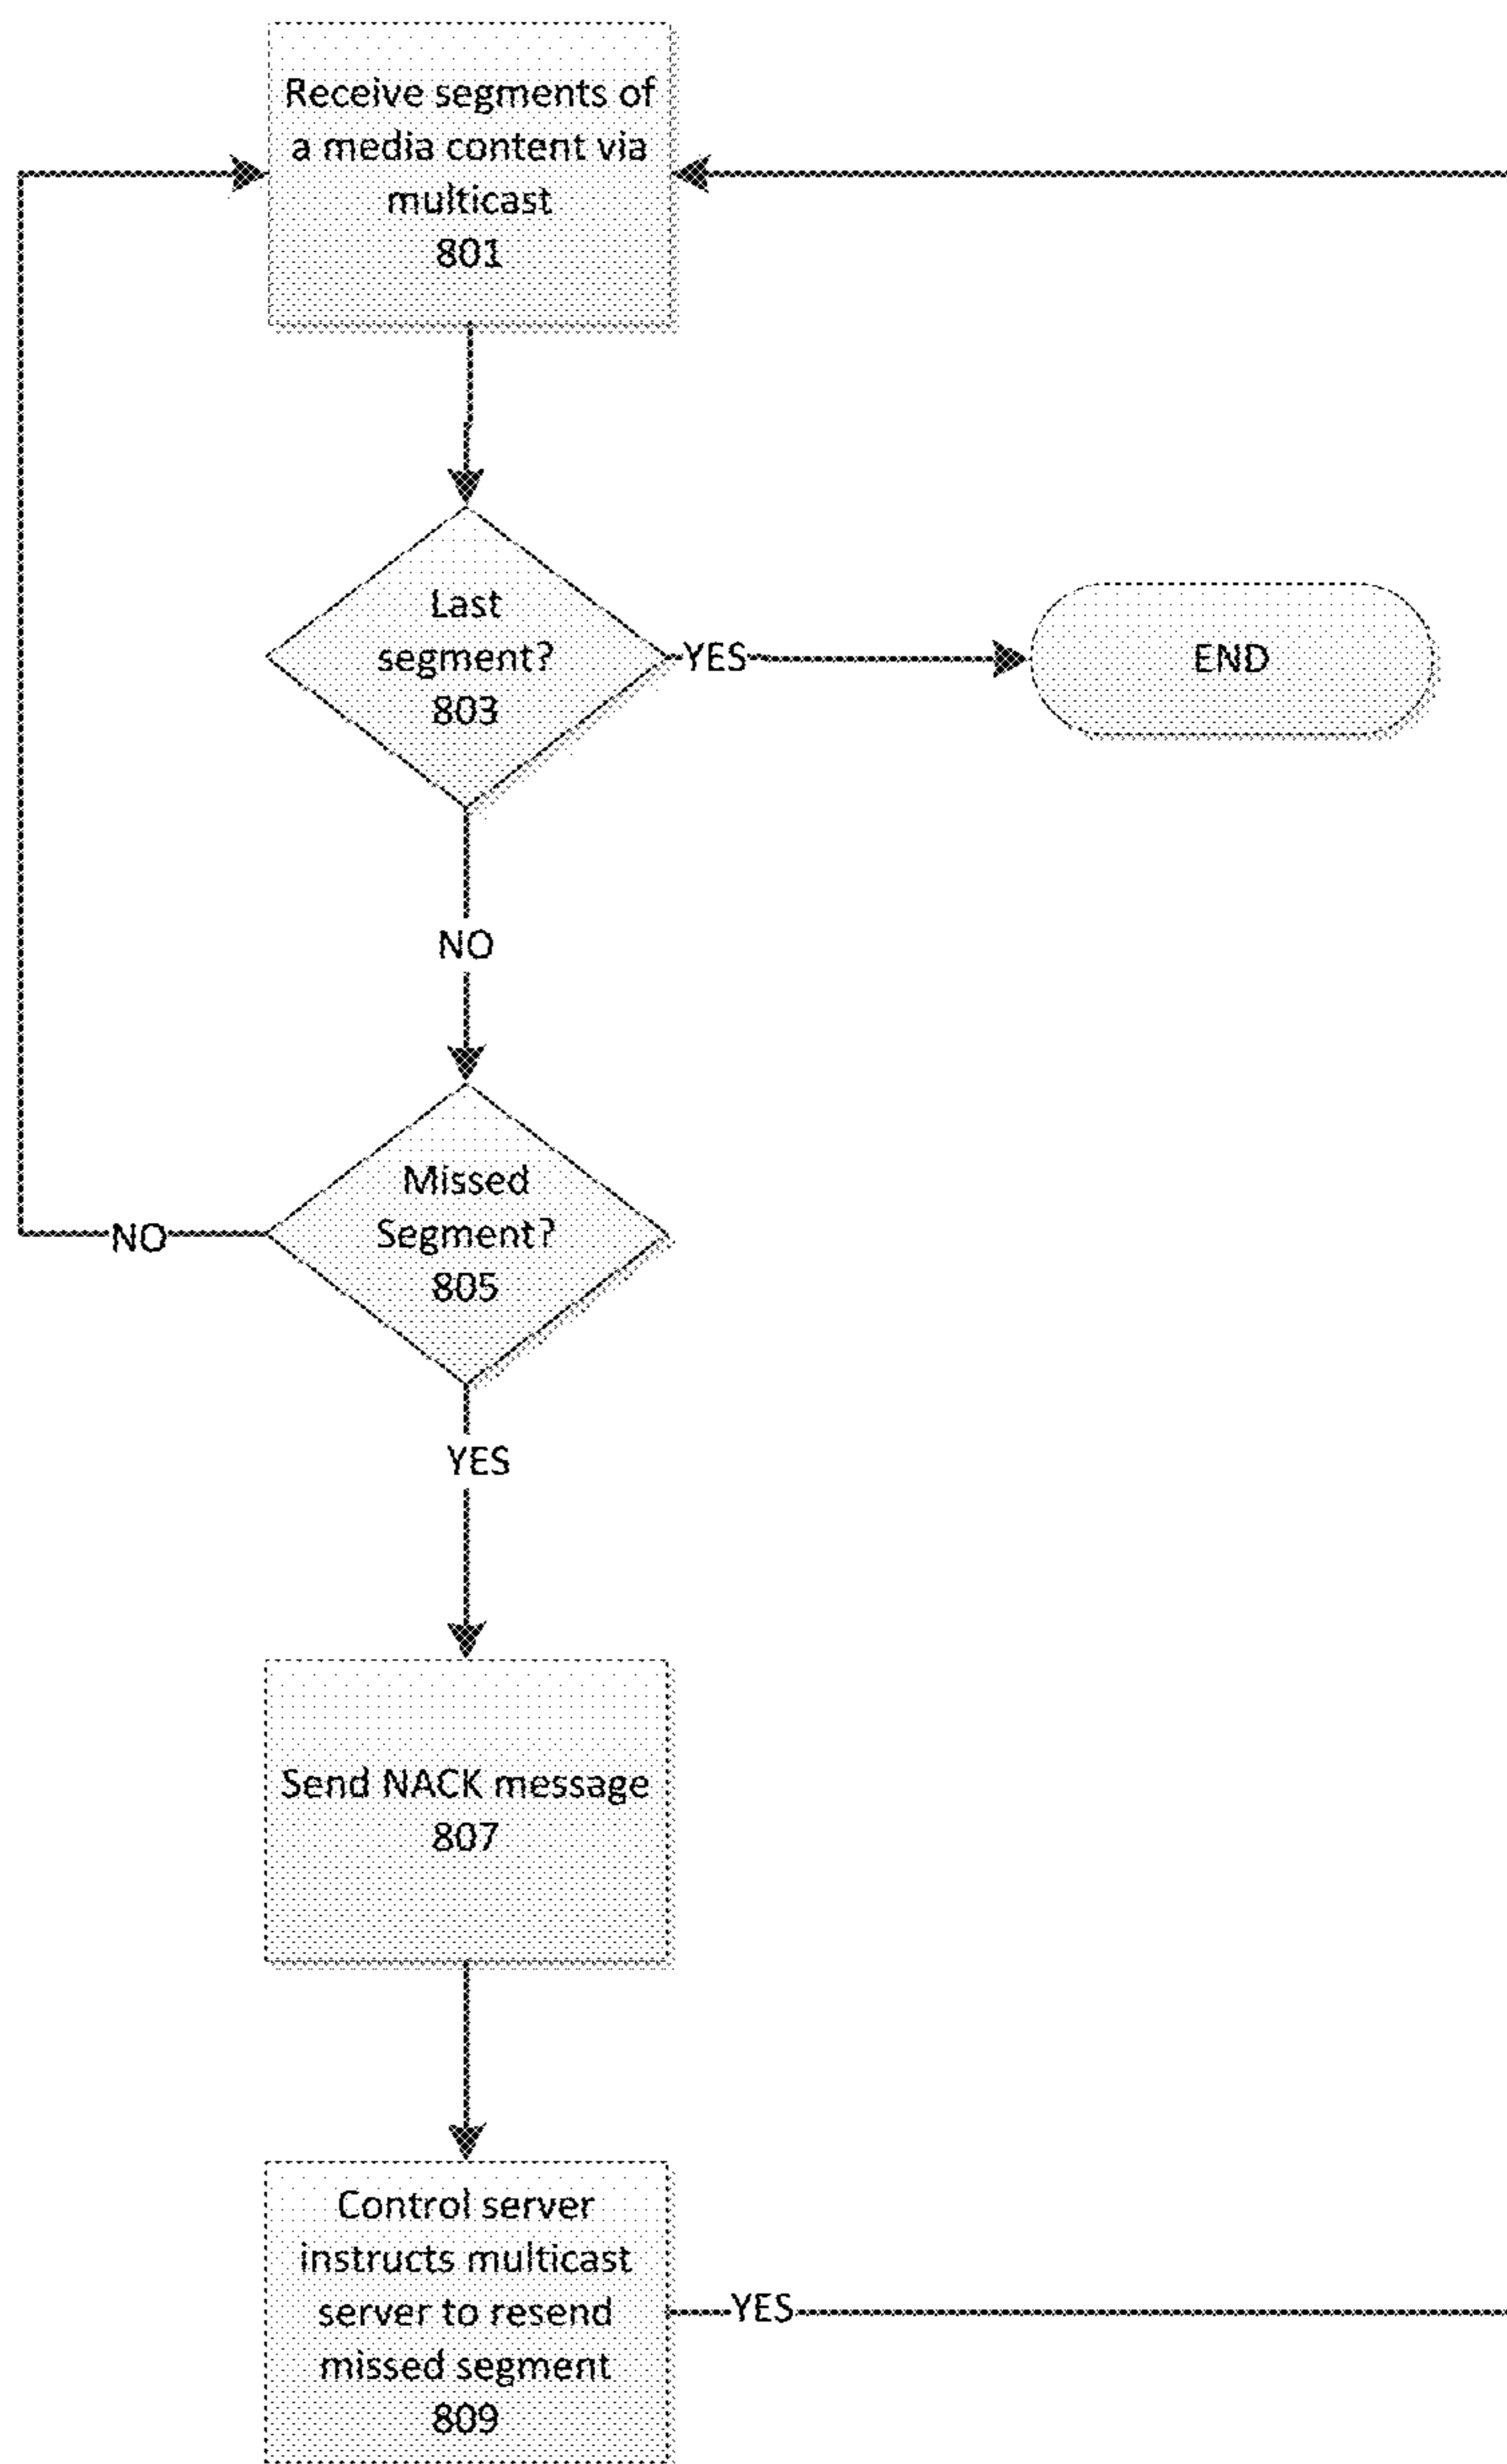 Receive segments of
a media content via
multicast
801
Last
segment?
803
YES
END
NO
Missed
Segment?
805
NO
YES
Send NACK message
807
Control server
instructs multicast
server to resend
missed segment
809
YES